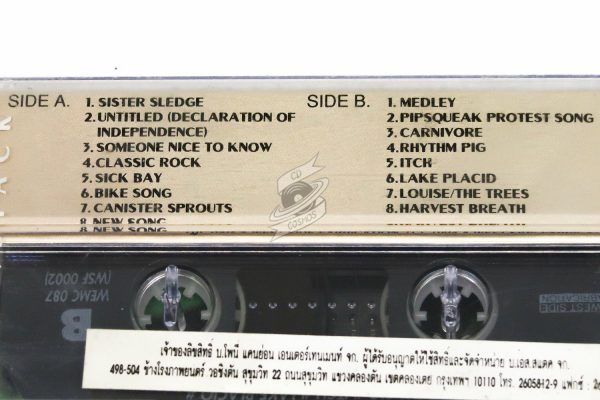 SIDE A.
1. SISTER SLEDGE
2. UNTITLED (DECLARATION OF
INDEPENDENCE)
3. SOMEONE NICE TO KNOW
4. CLASSIC ROCK
5. SICK BAY
6. BIKE SONG
7. CANISTER SPROUTS
8. NEW SONG
8. NEW SONG
SIDE B.
1. MEDLEY
2. PIPSQUEAK PROTEST SONG
3. CARNIVORE
4. RHYTHM PIG
5. ITCH
6. LAKE PLACID
7. LOUISE/THE TREES
8. HARVEST BREATH
CD
COSMOS
WEMC 087
(WSF 0002)
B
WEST SIDE
FABRICATION
เจ้าของลิขสิทธิ์ บ.โพนี่ แคนย่อน เอนเตอร์เทนเมนท์ จก. ผู้ได้รับอนุญาตให้ใช้สิทธิ์และจัดจำหน่าย บ.เอส.สแตค จก.
498-504 ข้างโรงภาพยนตร์ วอชิงตัน สุขุมวิท 22 ถนนสุขุมวิท แขวงคลองตัน เขตคลองเตย กรุงเทพฯ 10110 โทร. 2605812-9 แฟกซ์ :